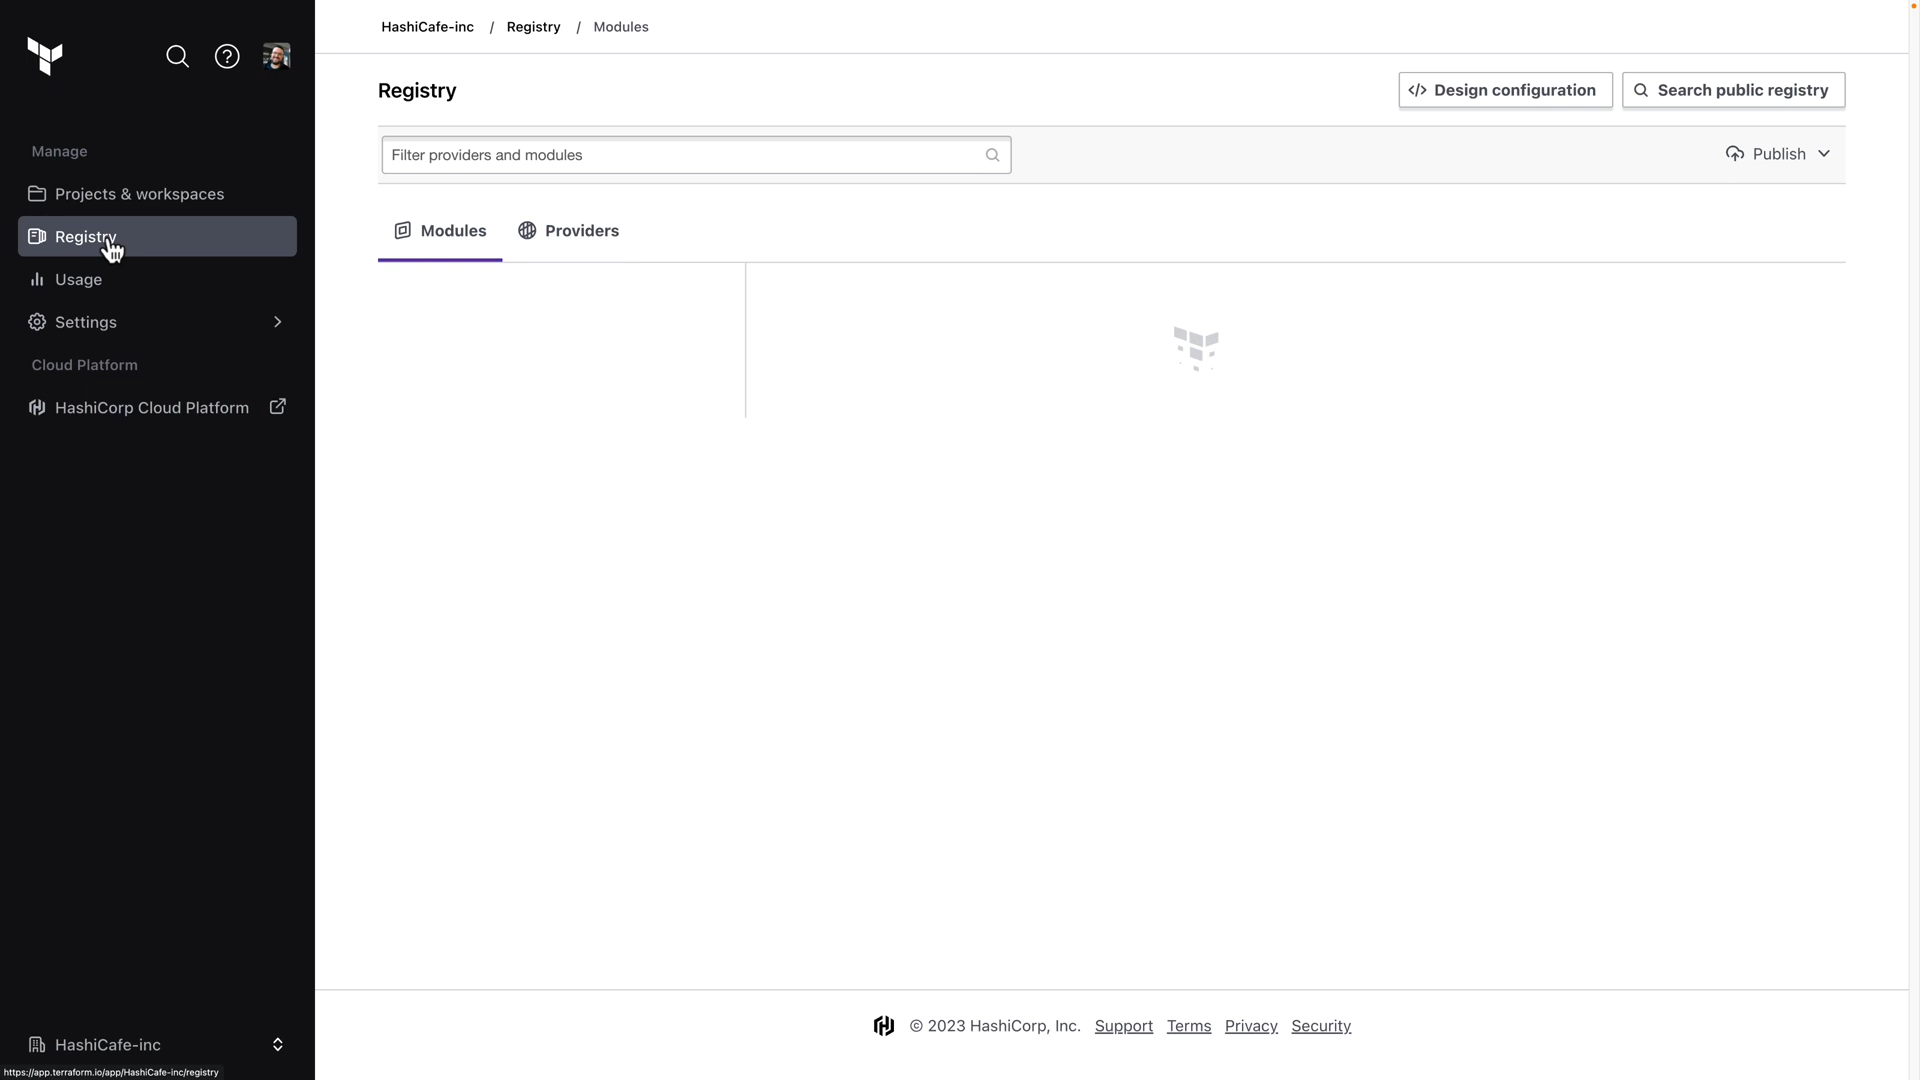 HashiCafe-inc / Registry / Modules
Registry
Design configuration
Search public registry
Filter providers and modules
Publish
Modules
Providers
Manage
Projects & workspaces
Registry
Usage
Settings
Cloud Platform
HashiCorp Cloud Platform
HashiCafe-inc
© 2023 HashiCorp, Inc. Support Terms Privacy Security
https://app.terraform.io/app/HashiCafe-inc/registry